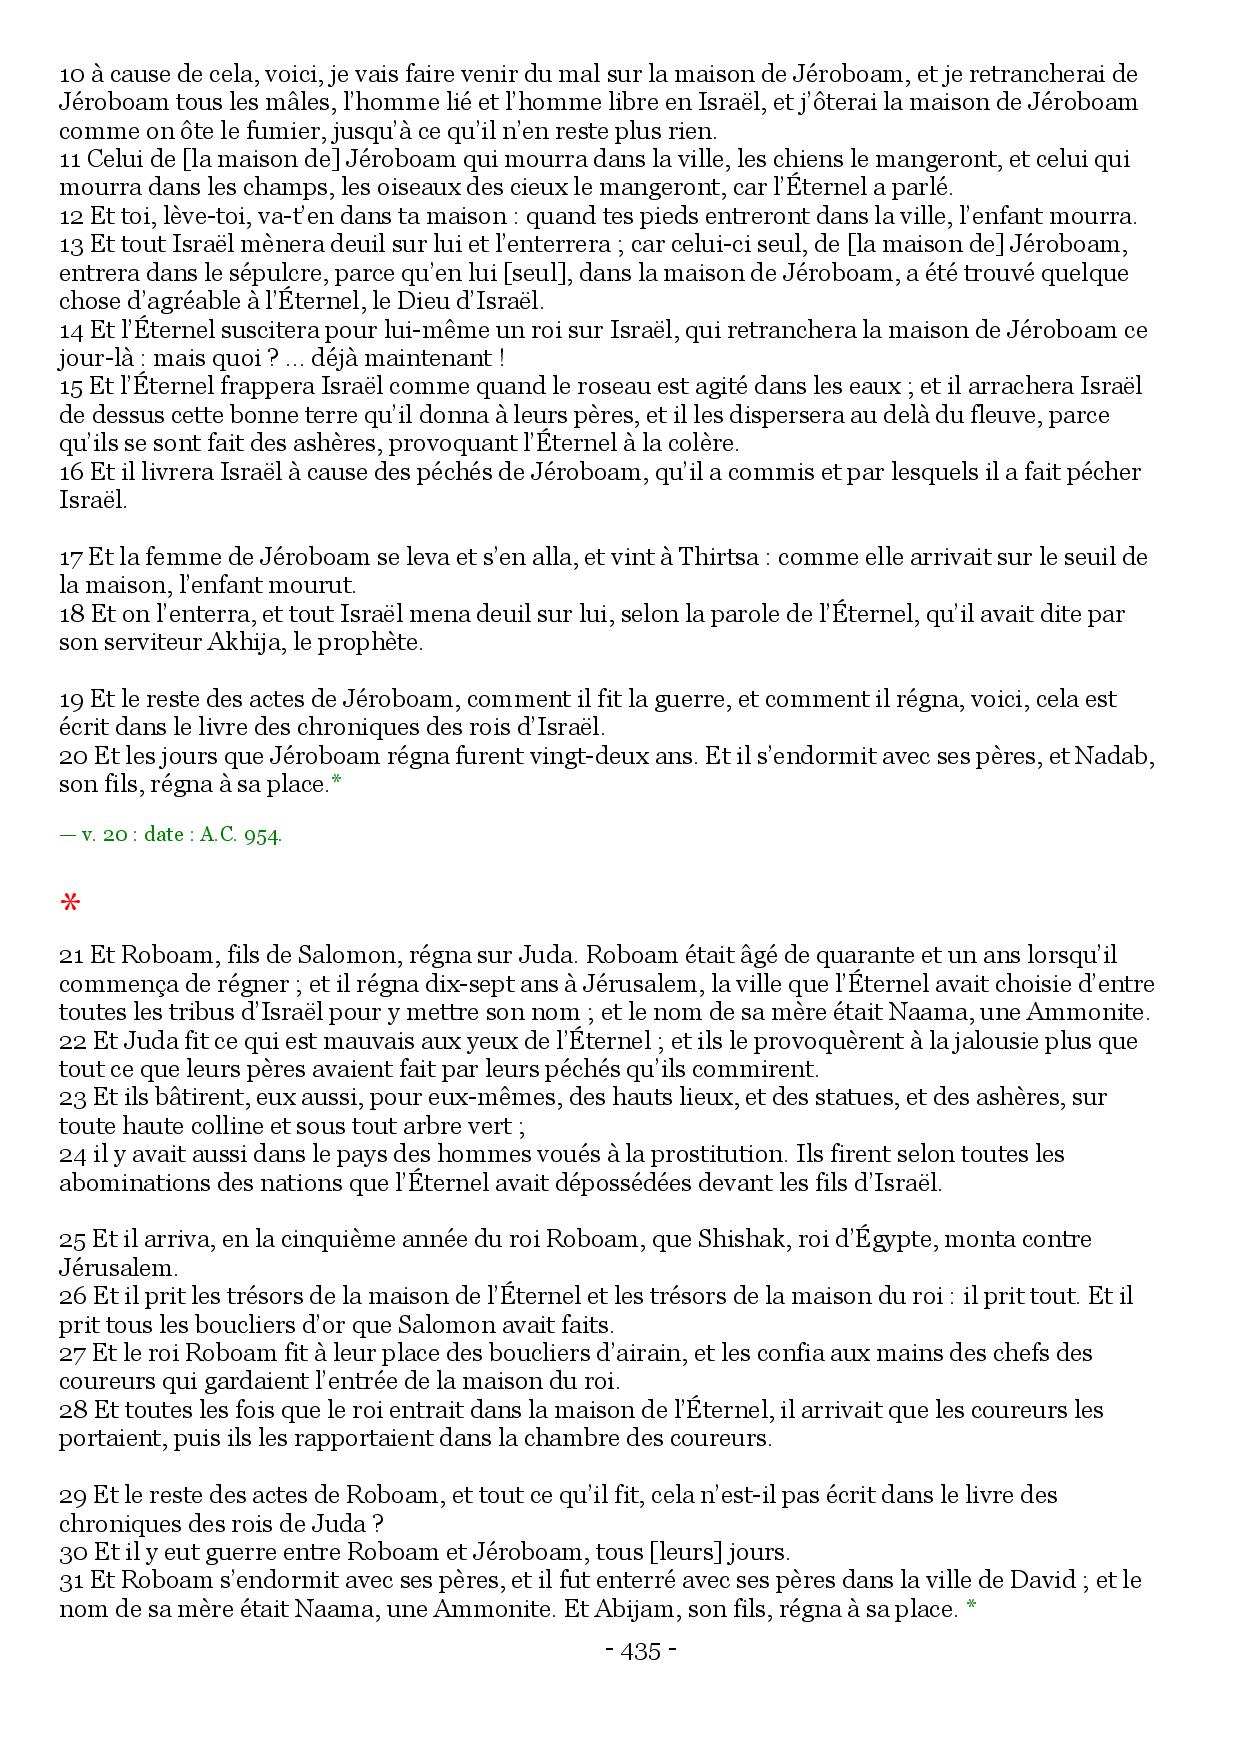 10 à cause de cela, voici, je vais faire venir du mal sur la maison de Jéroboam, et je retrancherai de
Jéroboam tous les mâles, l’homme lié et l’homme libre en Israël, et j’ôterai la maison de Jéroboam
comme on ôte le fumier, jusqu’à ce qu’il n’en reste plus rien.
11 Celui de [la maison de] Jéroboam qui mourra dans la ville, les chiens le mangeront, et celui qui
mourra dans les champs, les oiseaux des cieux le mangeront, car l’Éternel a parlé.
12 Et toi, lève-toi, va-t’en dans ta maison : quand tes pieds entreront dans la ville, l’enfant mourra.
13 Et tout Israël mènera deuil sur lui et l’enterrera ; car celui-ci seul, de [la maison de] Jéroboam,
entrera dans le sépulcre, parce qu’en lui [seul], dans la maison de Jéroboam, a été trouvé quelque
chose d’agréable à l’Éternel, le Dieu d’Israël.
14 Et l’Éternel suscitera pour lui-même un roi sur Israël, qui retranchera la maison de Jéroboam ce
jour-là : mais quoi ? … déjà maintenant !
15 Et l’Éternel frappera Israël comme quand le roseau est agité dans les eaux ; et il arrachera Israël
de dessus cette bonne terre qu’il donna à leurs pères, et il les dispersera au delà du fleuve, parce
qu’ils se sont fait des ashères, provoquant l’Éternel à la colère.
16 Et il livrera Israël à cause des péchés de Jéroboam, qu’il a commis et par lesquels il a fait pécher
Israël.
17 Et la femme de Jéroboam se leva et s’en alla, et vint à Thirtsa : comme elle arrivait sur le seuil de
la maison, l’enfant mourut.
18 Et on l’enterra, et tout Israël mena deuil sur lui, selon la parole de l’Éternel, qu’il avait dite par
son serviteur Akhija, le prophète.
19 Et le reste des actes de Jéroboam, comment il fit la guerre, et comment il régna, voici, cela est
écrit dans le livre des chroniques des rois d’Israël.
20 Et les jours que Jéroboam régna furent vingt-deux ans. Et il s’endormit avec ses pères, et Nadab,
son fils, régna à sa place.*
— v. 20 : date : A.C. 954.
*
21 Et Roboam, fils de Salomon, régna sur Juda. Roboam était âgé de quarante et un ans lorsqu’il
commença de régner ; et il régna dix-sept ans à Jérusalem, la ville que l’Éternel avait choisie d’entre
toutes les tribus d’Israël pour y mettre son nom ; et le nom de sa mère était Naama, une Ammonite.
22 Et Juda fit ce qui est mauvais aux yeux de l’Éternel ; et ils le provoquèrent à la jalousie plus que
tout ce que leurs pères avaient fait par leurs péchés qu’ils commirent.
23 Et ils bâtirent, eux aussi, pour eux-mêmes, des hauts lieux, et des statues, et des ashères, sur
toute haute colline et sous tout arbre vert ;
24 il y avait aussi dans le pays des hommes voués à la prostitution. Ils firent selon toutes les
abominations des nations que l’Éternel avait dépossédées devant les fils d’Israël.
25 Et il arriva, en la cinquième année du roi Roboam, que Shishak, roi d’Égypte, monta contre
Jérusalem.
26 Et il prit les trésors de la maison de l’Éternel et les trésors de la maison du roi : il prit tout. Et il
prit tous les boucliers d’or que Salomon avait faits.
27 Et le roi Roboam fit à leur place des boucliers d’airain, et les confia aux mains des chefs des
coureurs qui gardaient l’entrée de la maison du roi.
28 Et toutes les fois que le roi entrait dans la maison de l’Éternel, il arrivait que les coureurs les
portaient, puis ils les rapportaient dans la chambre des coureurs.
29 Et le reste des actes de Roboam, et tout ce qu’il fit, cela n’est-il pas écrit dans le livre des
chroniques des rois de Juda ?
30 Et il y eut guerre entre Roboam et Jéroboam, tous [leurs] jours.
31 Et Roboam s’endormit avec ses pères, et il fut enterré avec ses pères dans la ville de David ; et le
nom de sa mère était Naama, une Ammonite. Et Abijam, son fils, régna à sa place. *
- 435 -